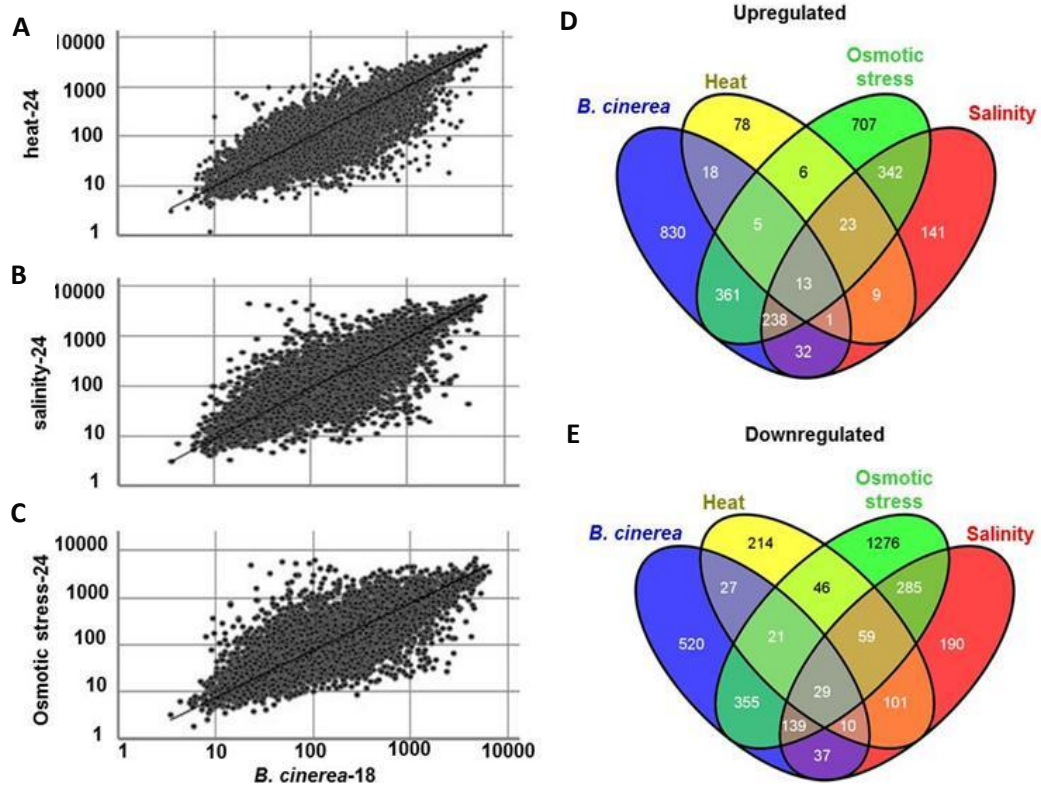 A
heat-24
10000
1000
100
10
1
B
salinity-24
10000
1000
100
10
1
C
Osmotic stress-24
10000
1000
100
10
1
1 10 100 1000 10000
B. cinerea-18
D
Upregulated
B. cinerea
Heat
Osmotic
stress
Salinity
78
707
18
6
342
830
5
23
141
361
13
9
238
1
32
E
Downregulated
B. cinerea
Heat
Osmotic
stress
Salinity
214
1276
27
46
285
520
21
59
190
355
29
101
139
10
37